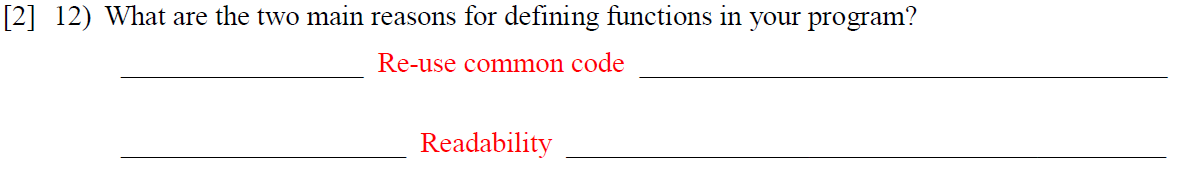 [2] 12) What are the two main reasons for defining functions in your program?
Re-use common code
Readability